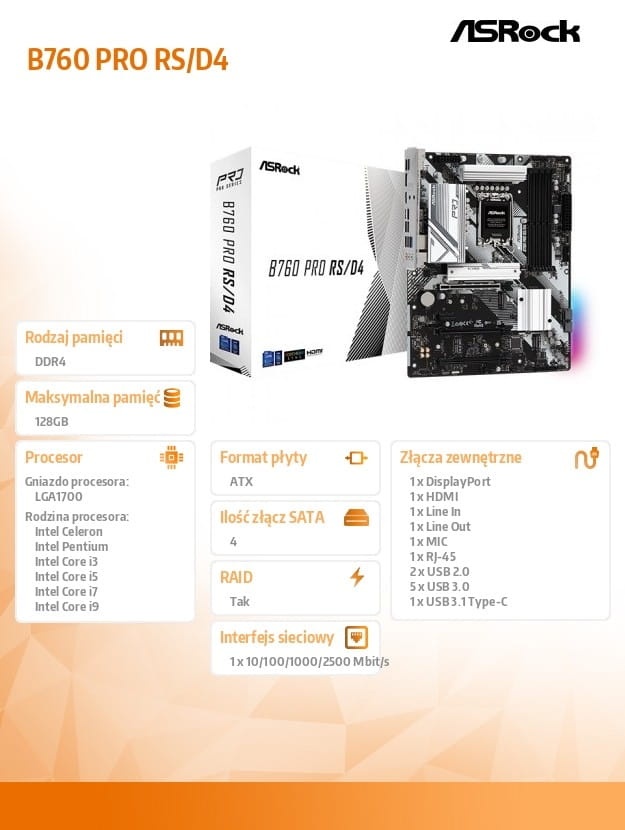 ASRock
B760 PRO RS/D4
ASRock
PRO
PRO SERIES
B760 PRO RS/D4
B760 PRO RS/D4
ASRock
HDMI
Rodzaj pamięci
DDR4
Maksymalna pamięć
128GB
Procesor
Gniazdo procesora:
LGA1700
Rodzina procesora:
Intel Celeron
Intel Pentium
Intel Core i3
Intel Core i5
Intel Core i7
Intel Core i9
Format płyty
ATX
Ilość złącz SATA
4
RAID
Tak
Interfejs sieciowy
1 x 10/100/1000/2500 Mbit/s
Złącza zewnętrzne
1 x DisplayPort
1 x HDMI
1 x Line In
1 x Line Out
1 x MIC
1 x RJ-45
2 x USB 2.0
5 x USB 3.0
1 x USB 3.1 Type-C